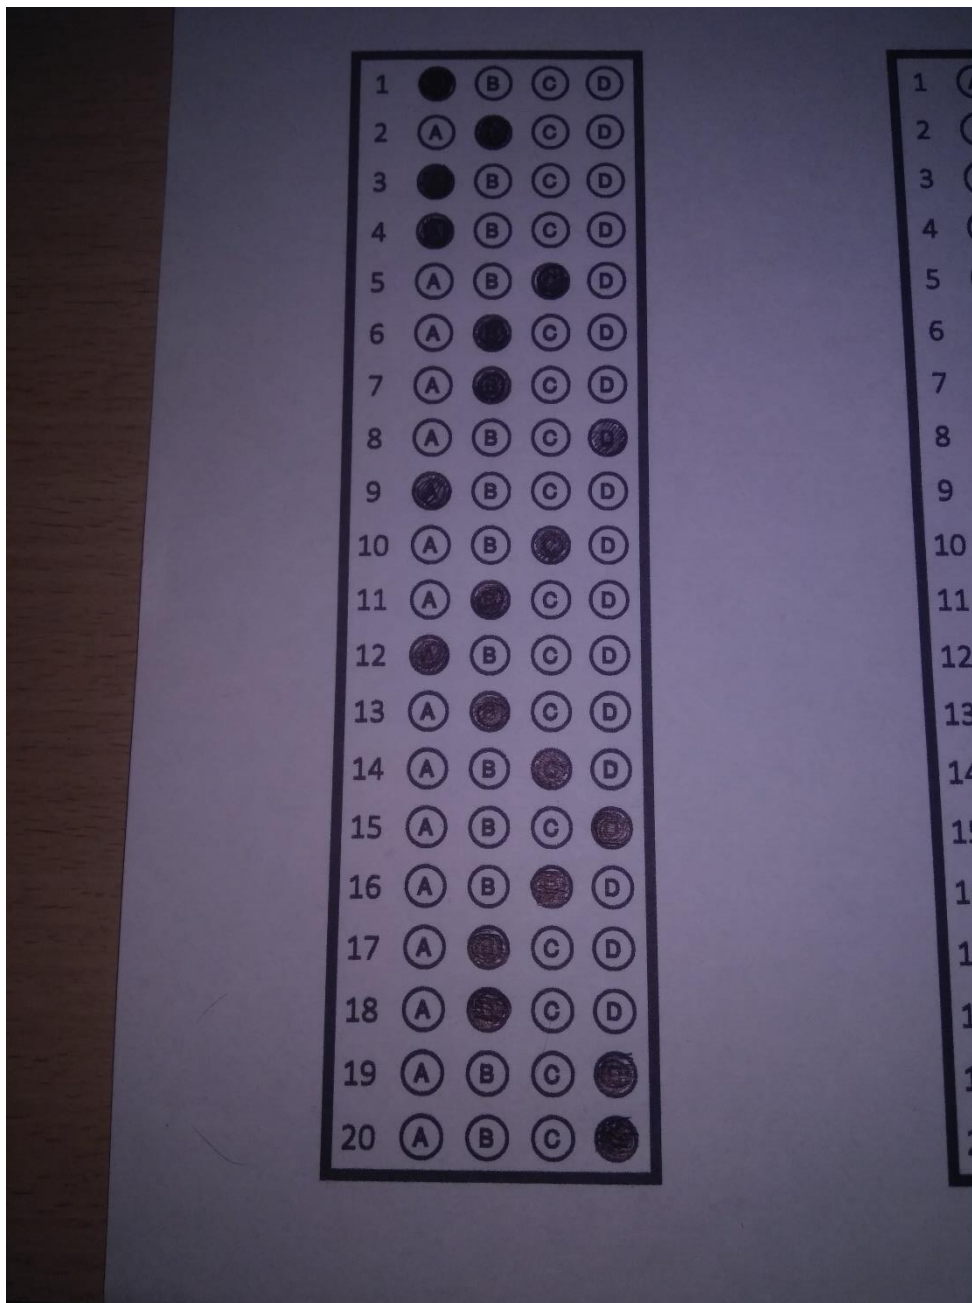 1 B C D
2 A C D
3 B C D
4 B C D
5 A B D
6 A C D
7 A C D
8 A B C D
9 A B C D
10 A B D
11 A C D
12 A B C D
13 A C D
14 A B D
15 A B C
16 A B D
17 A C D
18 A C D
19 A B C
20 A B C
1
2
3
4
5
6
7
8
9
10
11
12
13